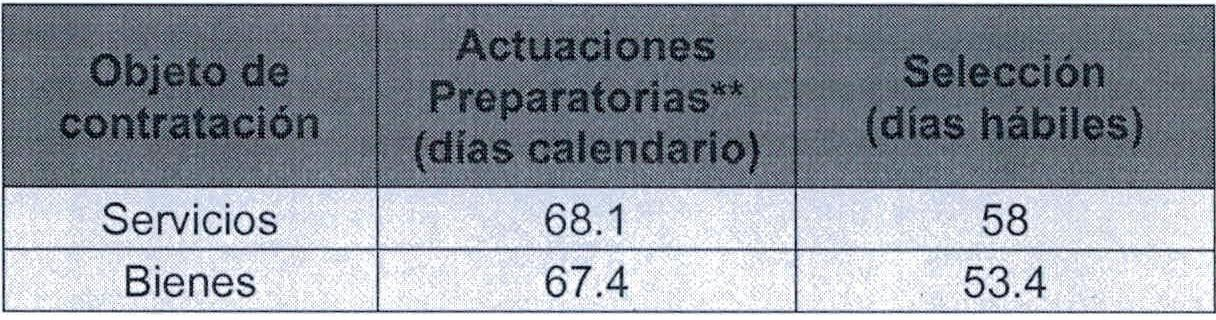 Objeto de
contratación
Actuaciones
Preparatorias**
(días calendario)
Selección
(días hábiles)
Servicios 68.1 58
Bienes 67.4 53.4